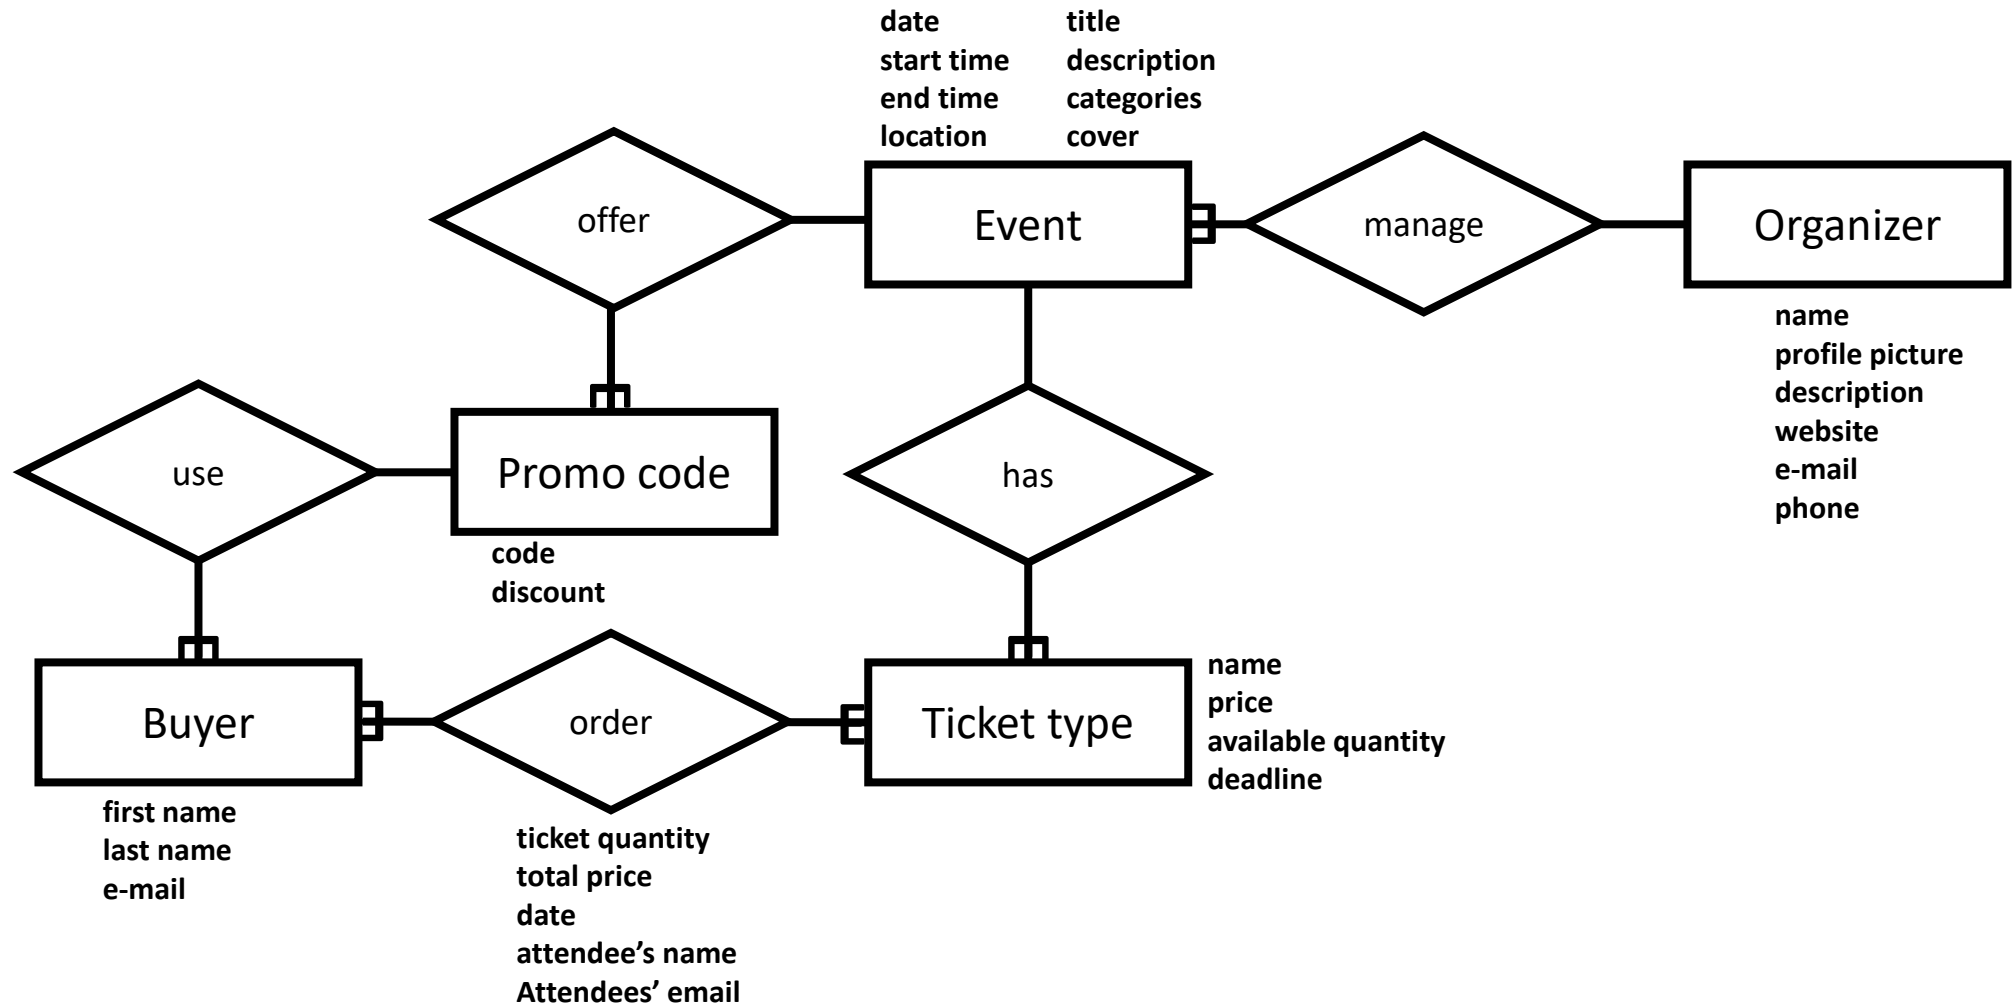 date
start time
end time
location
title
description
categories
cover
offer
Event
manage
Organizer
name
profile picture
description
website
e-mail
phone
use
Promo code
has
code
discount
Buyer
order
Ticket type
name
price
available quantity
deadline
first name
last name
e-mail
ticket quantity
total price
date
attendee’s name
Attendees’ email